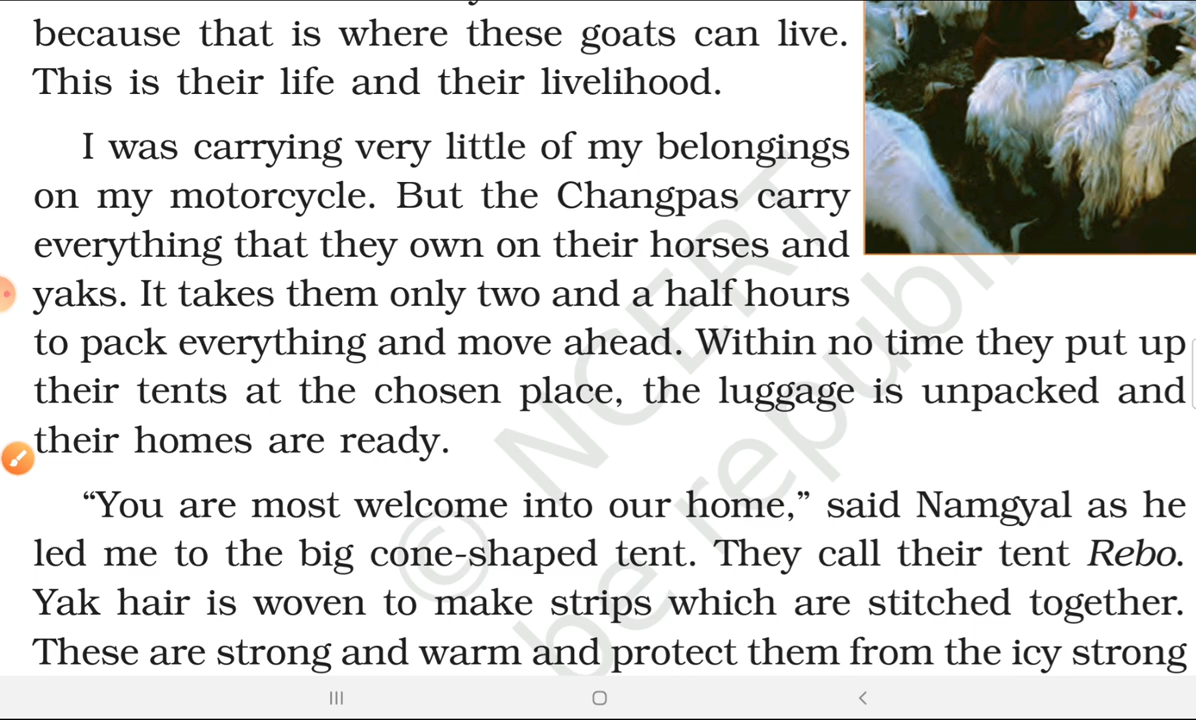 because that is where these goats can live.
This is their life and their livelihood.
I was carrying very little of my belongings
on my motorcycle. But the Changpas carry
everything that they own on their horses and
yaks. It takes them only two and a half hours
to pack everything and move ahead. Within no time they put up
their tents at the chosen place, the luggage is unpacked and
their homes are ready.
“You are most welcome into our home,” said Namgyal as he
led me to the big cone-shaped tent. They call their tent Rebo.
Yak hair is woven to make strips which are stitched together.
These are strong and warm and protect them from the icy strong
© NCERT
be republi